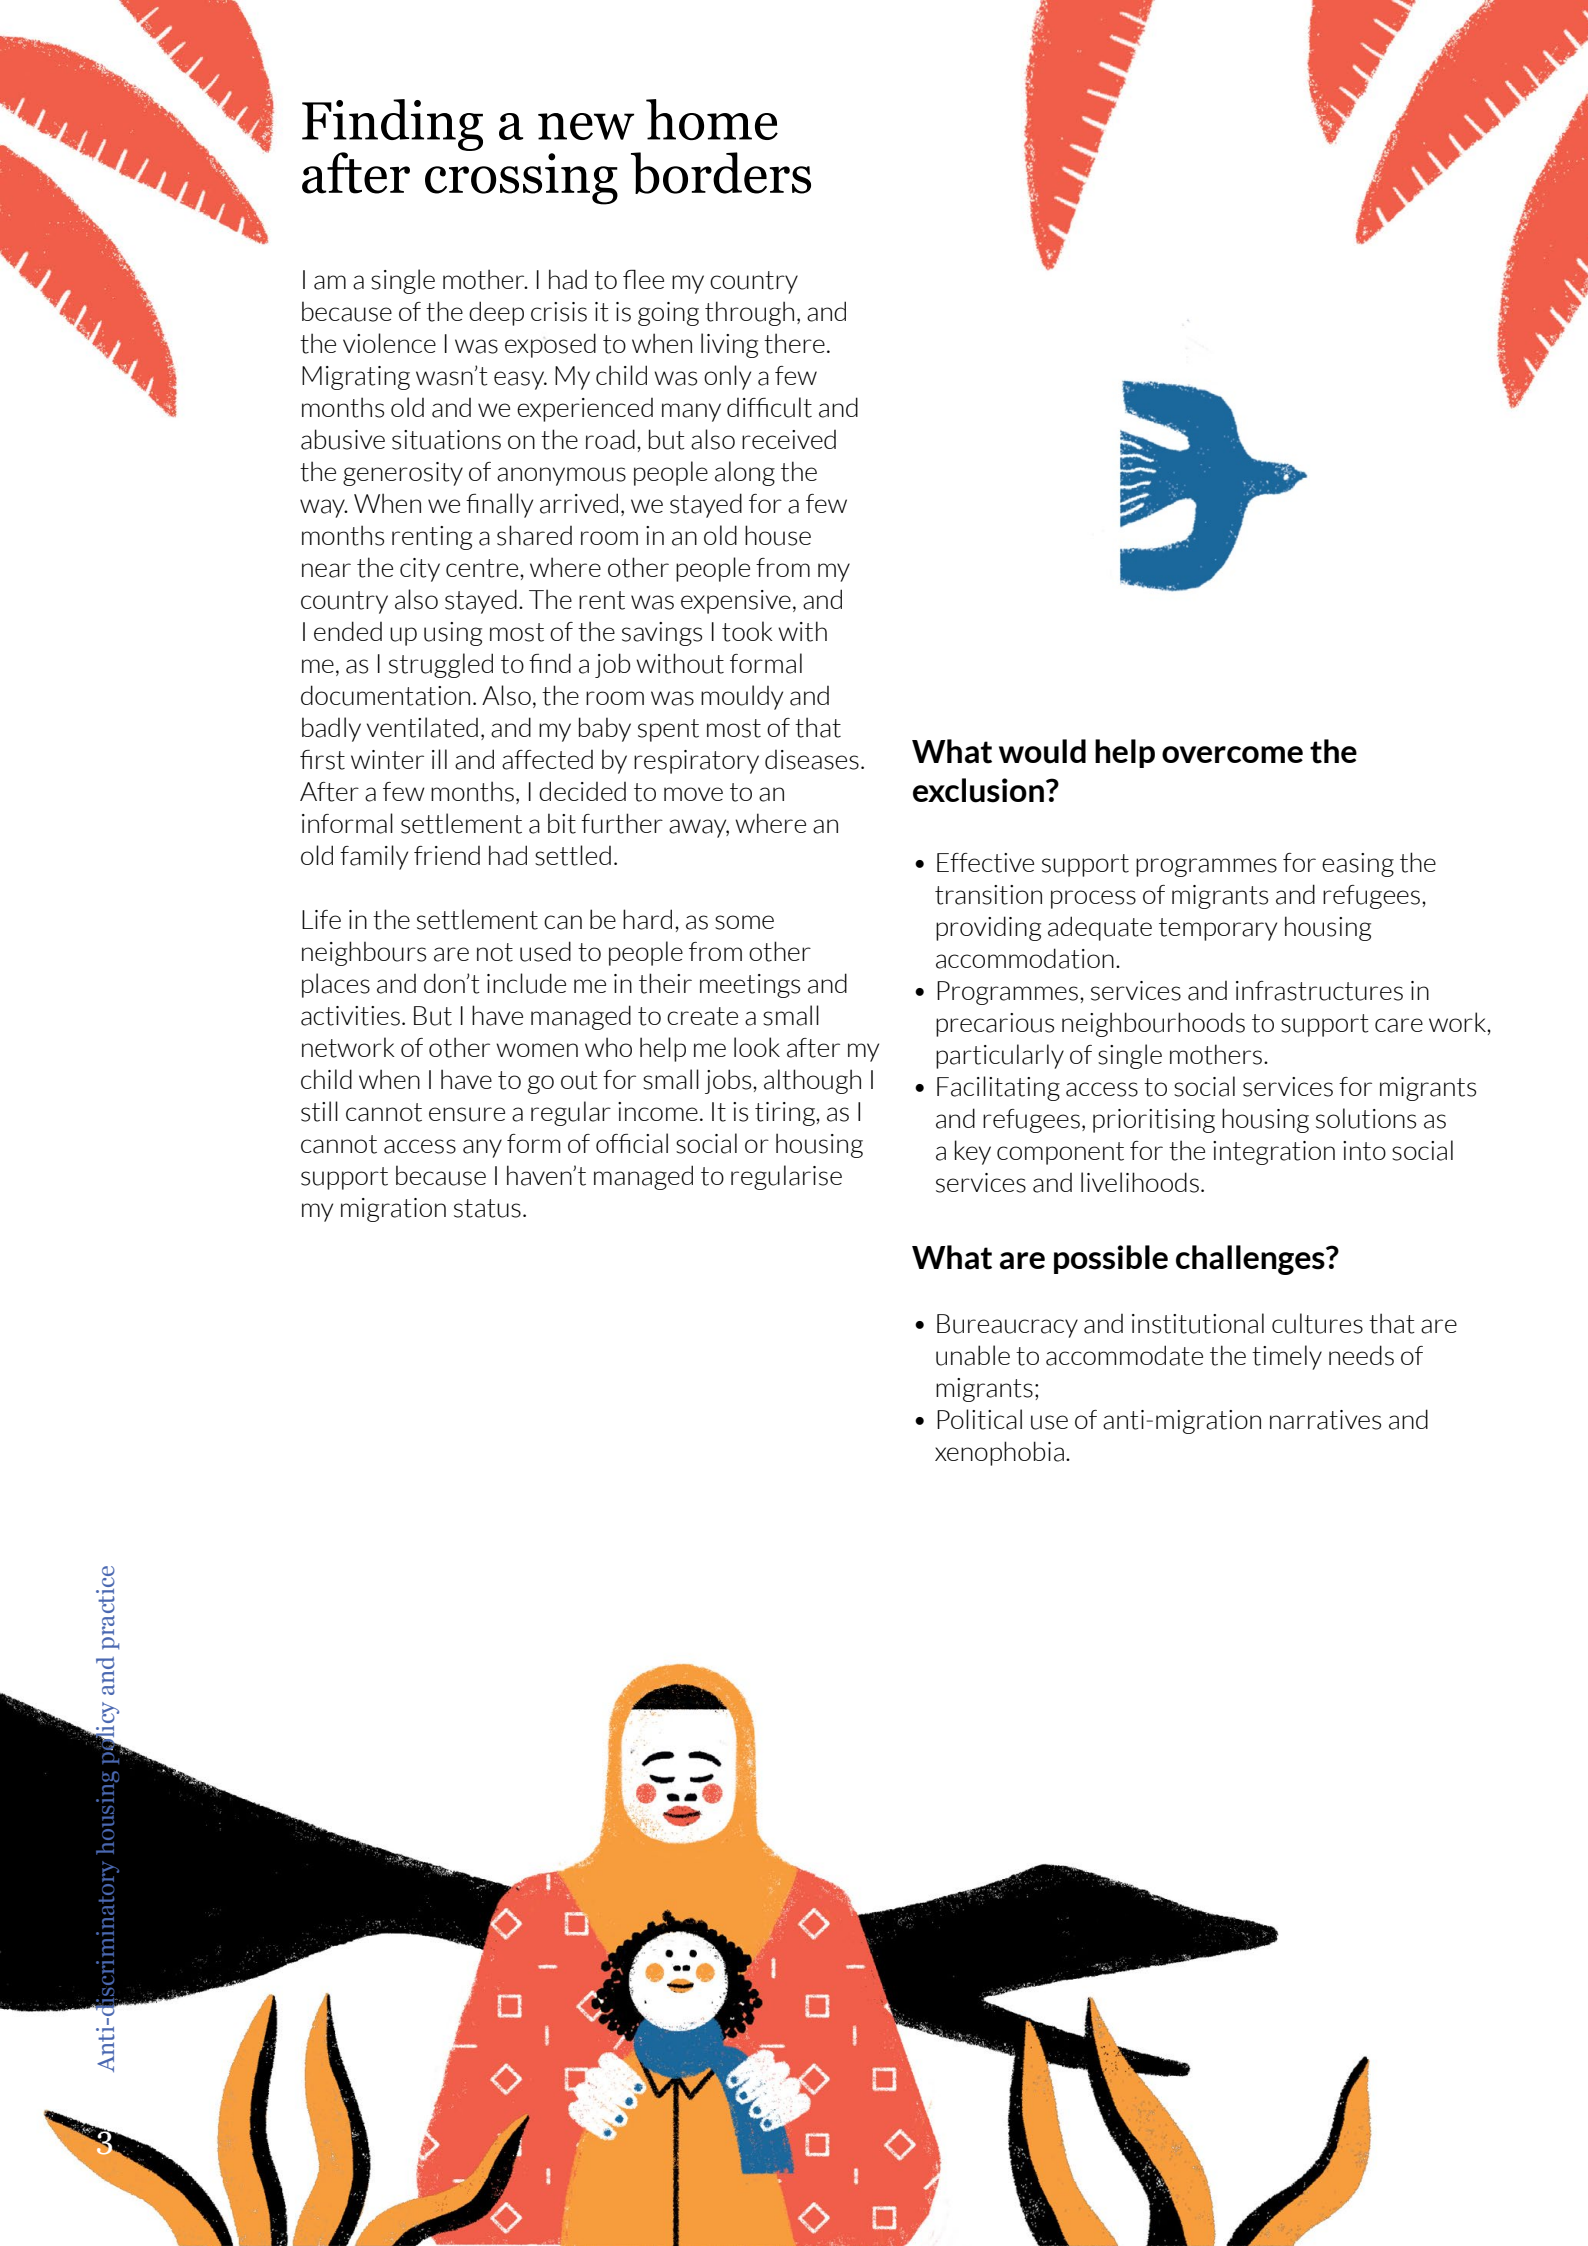 Finding a new home
after crossing borders
I am a single mother. I had to flee my country
because of the deep crisis it is going through, and
the violence I was exposed to when living there.
Migrating wasn’t easy. My child was only a few
months old and we experienced many difficult and
abusive situations on the road, but also received
the generosity of anonymous people along the
way. When we finally arrived, we stayed for a few
months renting a shared room in an old house
near the city centre, where other people from my
country also stayed. The rent was expensive, and
I ended up using most of the savings I took with
me, as I struggled to find a job without formal
documentation. Also, the room was mouldy and
badly ventilated, and my baby spent most of that
first winter ill and affected by respiratory diseases.
After a few months, I decided to move to an
informal settlement a bit further away, where an
old family friend had settled.
Life in the settlement can be hard, as some
neighbours are not used to people from other
places and don’t include me in their meetings and
activities. But I have managed to create a small
network of other women who help me look after my
child when I have to go out for small jobs, although I
still cannot ensure a regular income. It is tiring, as I
cannot access any form of official social or housing
support because I haven’t managed to regularise
my migration status.
What would help overcome the
exclusion?
• Effective support programmes for easing the
transition process of migrants and refugees,
providing adequate temporary housing
accommodation.
• Programmes, services and infrastructures in
precarious neighbourhoods to support care work,
particularly of single mothers.
• Facilitating access to social services for migrants
and refugees, prioritising housing solutions as
a key component for the integration into social
services and livelihoods.
What are possible challenges?
• Bureaucracy and institutional cultures that are
unable to accommodate the timely needs of
migrants;
• Political use of anti-migration narratives and
xenophobia.
Anti-discriminatory housing policy and practice
3